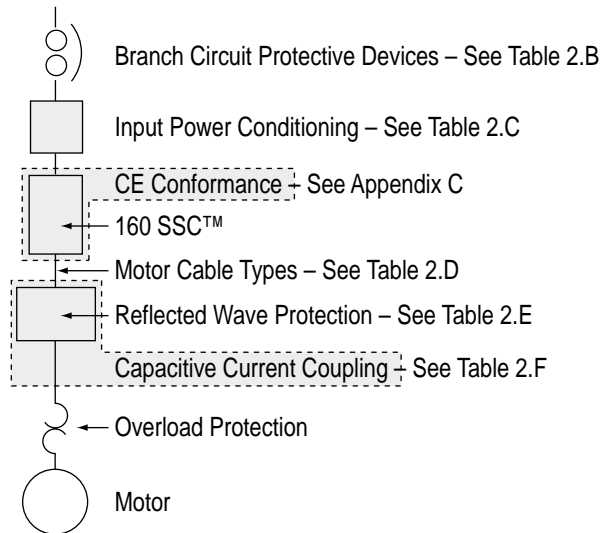 Branch Circuit Protective Devices – See Table 2.B
Input Power Conditioning – See Table 2.C
CE Conformance – See Appendix C
160 SSC™
Motor Cable Types – See Table 2.D
Reflected Wave Protection – See Table 2.E
Capacitive Current Coupling – See Table 2.F
Overload Protection
Motor